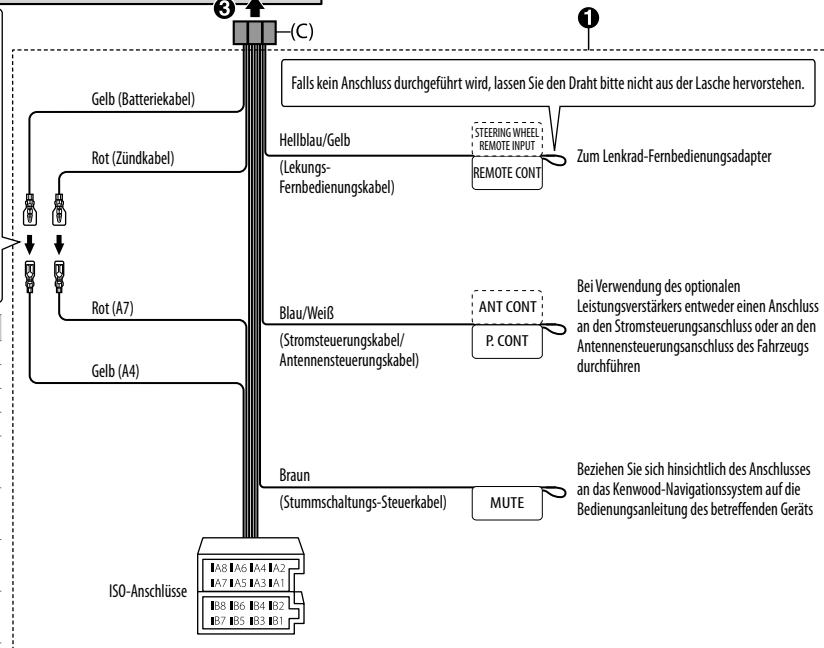 ❸
(C)
❶
Falls kein Anschluss durchgeführt wird, lassen Sie den Draht bitte nicht aus der Lasche hervorstehen.
Gelb (Batteriekabel)
Rot (Zündkabel)
Hellblau/Gelb
(Lekungs-
Fernbedienungskabel)
STEERING WHEEL
REMOTE INPUT
REMOTE CONT
Zum Lenkrad-Fernbedienungsadapter
Rot (A7)
Gelb (A4)
Blau/Weiß
(Stromsteuerungskabel/
Antennensteuerungskabel)
ANT CONT
P. CONT
Bei Verwendung des optionalen
Leistungsverstärkers entweder einen Anschluss
an den Stromsteuerungsanschluss oder an den
Antennensteuerungsanschluss des Fahrzeugs
durchführen
Braun
(Stummschaltungs-Steuerkabel)
MUTE
Beziehen Sie sich hinsichtlich des Anschlusses
an das Kenwood-Navigationssystem auf die
Bedienungsanleitung des betreffenden Geräts
ISO-Anschlüsse
A8 A6 A4 A2
A7 A5 A3 A1
B8 B6 B4 B2
B7 B5 B3 B1